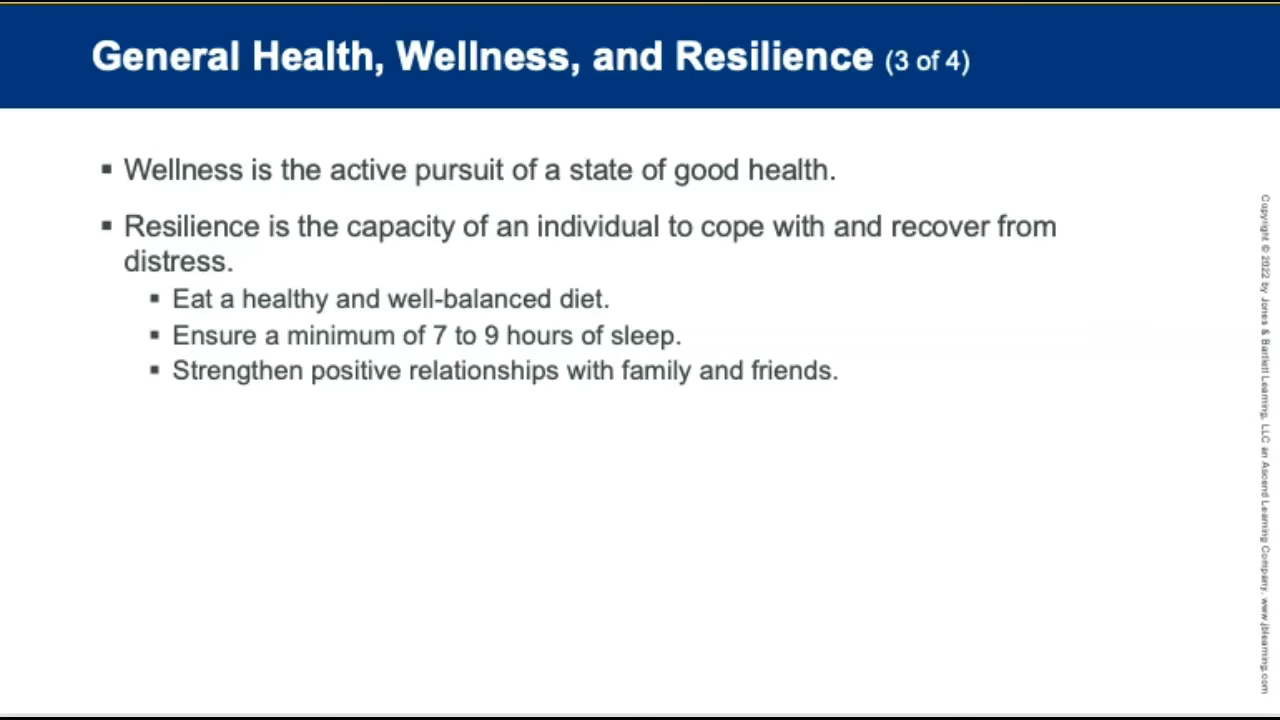 General Health, Wellness, and Resilience (3 of 4)
▪ Wellness is the active pursuit of a state of good health.
▪ Resilience is the capacity of an individual to cope with and recover from
distress.
▪ Eat a healthy and well-balanced diet.
▪ Ensure a minimum of 7 to 9 hours of sleep.
▪ Strengthen positive relationships with family and friends.
Copyright © 2022 by Jones & Bartlett Learning, LLC an Ascend Learning Company. www.jblearning.com